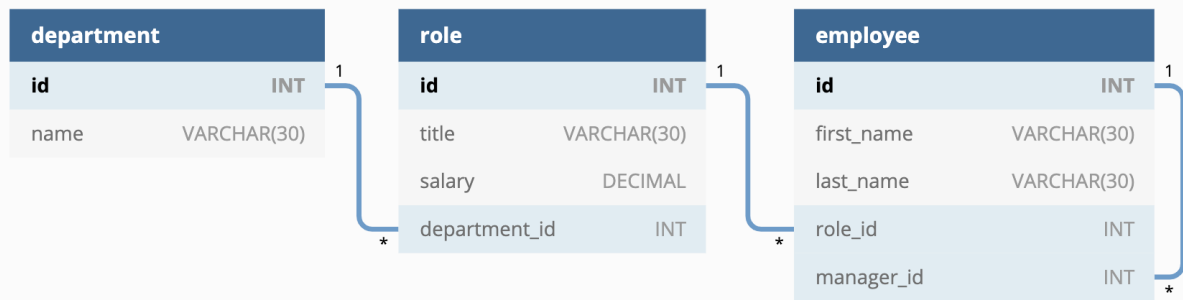 department
id INT
name VARCHAR(30)
1
*
role
id INT
title VARCHAR(30)
salary DECIMAL
department_id INT
1
*
employee
id INT
first_name VARCHAR(30)
last_name VARCHAR(30)
role_id INT
manager_id INT
1
*